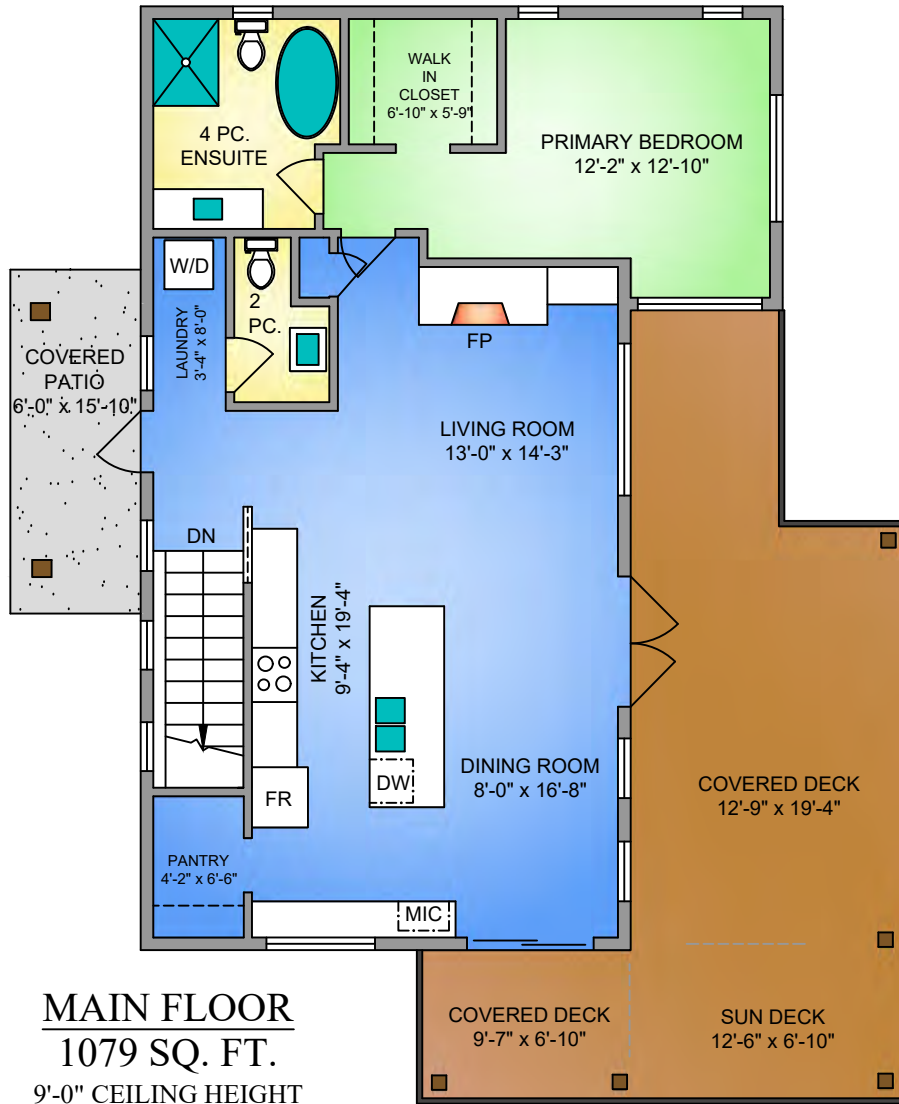 WALK
IN
CLOSET
6'-10" x 5'-9"
4 PC.
ENSUITE
PRIMARY BEDROOM
12'-2" x 12'-10"
W/D
LAUNDRY
3'-4" x 8'-0"
2
PC.
FP
COVERED
PATIO
6'-0" x 15'-10"
LIVING ROOM
13'-0" x 14'-3"
DN
KITCHEN
9'-4" x 19'-4"
DW
FR
DINING ROOM
8'-0" x 16'-8"
COVERED DECK
12'-9" x 19'-4"
PANTRY
4'-2" x 6'-6"
MIC
COVERED DECK
9'-7" x 6'-10"
SUN DECK
12'-6" x 6'-10"
MAIN FLOOR
1079 SQ. FT.
9'-0" CEILING HEIGHT